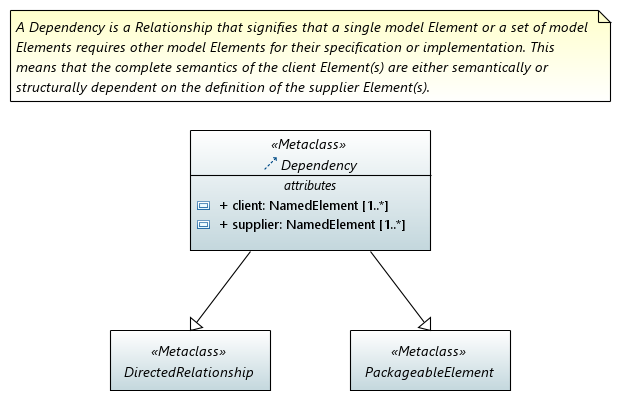 A Dependency is a Relationship that signifies that a single model Element or a set of model
Elements requires other model Elements for their specification or implementation. This
means that the complete semantics of the client Element(s) are either semantically or
structurally dependent on the definition of the supplier Element(s).
«Metaclass»
Dependency
attributes
+ client: NamedElement [1..*]
+ supplier: NamedElement [1..*]
«Metaclass»
DirectedRelationship
«Metaclass»
PackageableElement